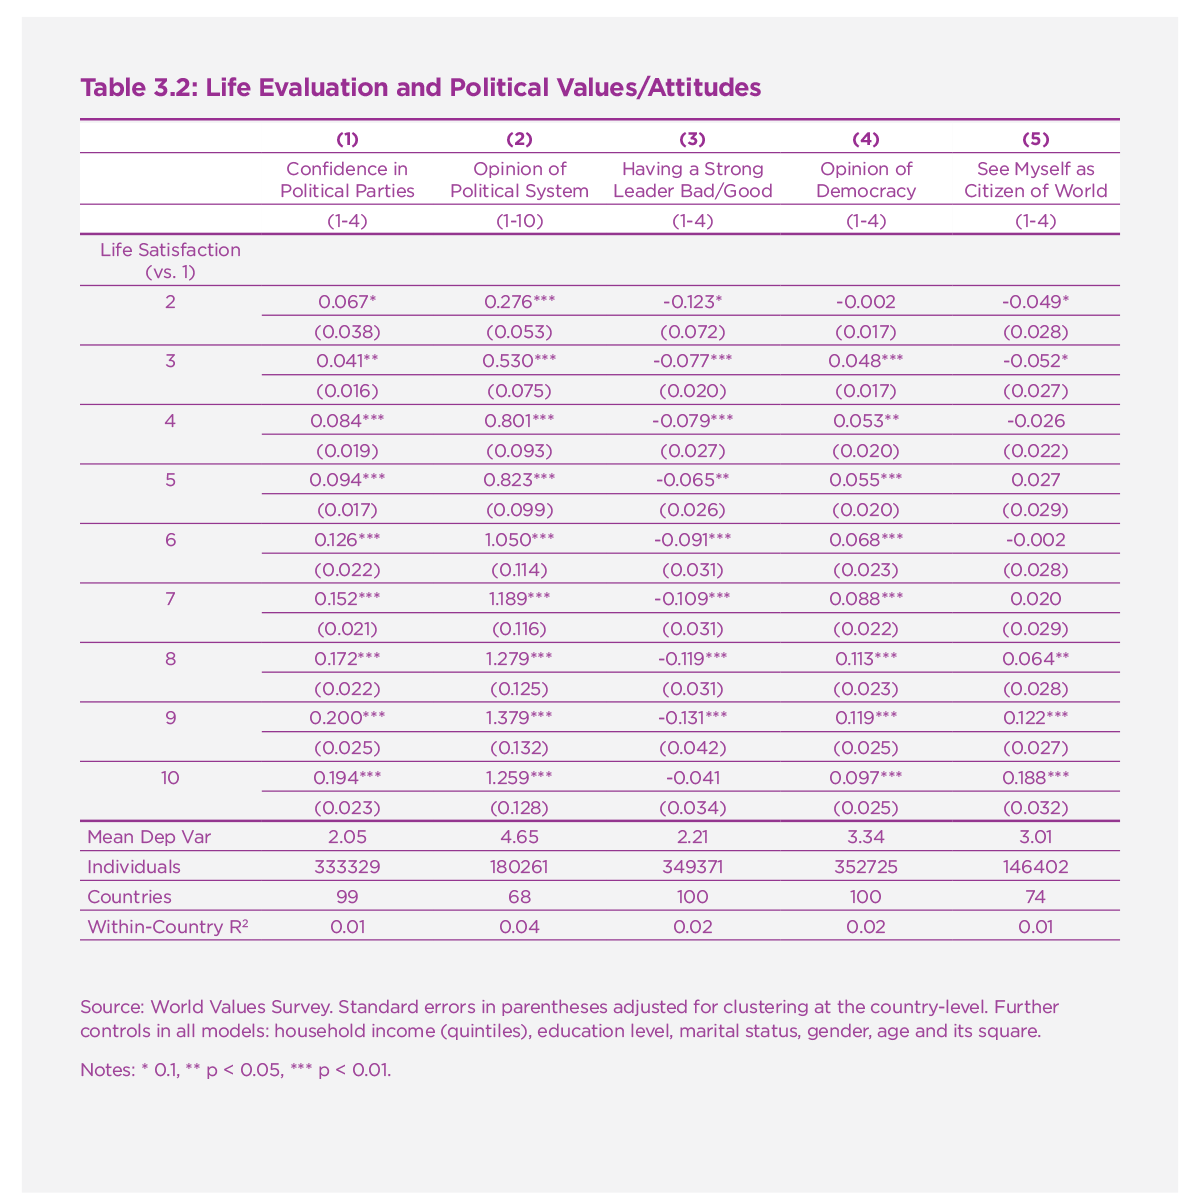 Table 3.2: Life Evaluation and Political Values/Attitudes
(1) (2) (3) (4) (5)
Confidence in Opinion of Having a Strong Opinion of See Myself as
Political Parties Political System Leader Bad/Good Democracy Citizen of World
(1-4) (1-10) (1-4) (1-4) (1-4)
Life Satisfaction
(vs. 1)
2 0.067* 0.276*** -0.123* -0.002 -0.049*
(0.038) (0.053) (0.072) (0.017) (0.028)
3 0.041** 0.530*** -0.077*** 0.048*** -0.052*
(0.016) (0.075) (0.020) (0.017) (0.027)
4 0.084*** 0.801*** -0.079*** 0.053** -0.026
(0.019) (0.093) (0.027) (0.020) (0.022)
5 0.094*** 0.823*** -0.065** 0.055*** 0.027
(0.017) (0.099) (0.026) (0.020) (0.029)
6 0.126*** 1.050*** -0.091*** 0.068*** -0.002
(0.022) (0.114) (0.031) (0.023) (0.028)
7 0.152*** 1.189*** -0.109*** 0.088*** 0.020
(0.021) (0.116) (0.031) (0.022) (0.029)
8 0.172*** 1.279*** -0.119*** 0.113*** 0.064**
(0.022) (0.125) (0.031) (0.023) (0.028)
9 0.200*** 1.379*** -0.131*** 0.119*** 0.122***
(0.025) (0.132) (0.042) (0.025) (0.027)
10 0.194*** 1.259*** -0.041 0.097*** 0.188***
(0.023) (0.128) (0.034) (0.025) (0.032)
Mean Dep Var 2.05 4.65 2.21 3.34 3.01
Individuals 333329 180261 349371 352725 146402
Countries 99 68 100 100 74
Within-Country R² 0.01 0.04 0.02 0.02 0.01
Source: World Values Survey. Standard errors in parentheses adjusted for clustering at the country-level. Further
controls in all models: household income (quintiles), education level, marital status, gender, age and its square.
Notes: * 0.1, ** p < 0.05, *** p < 0.01.